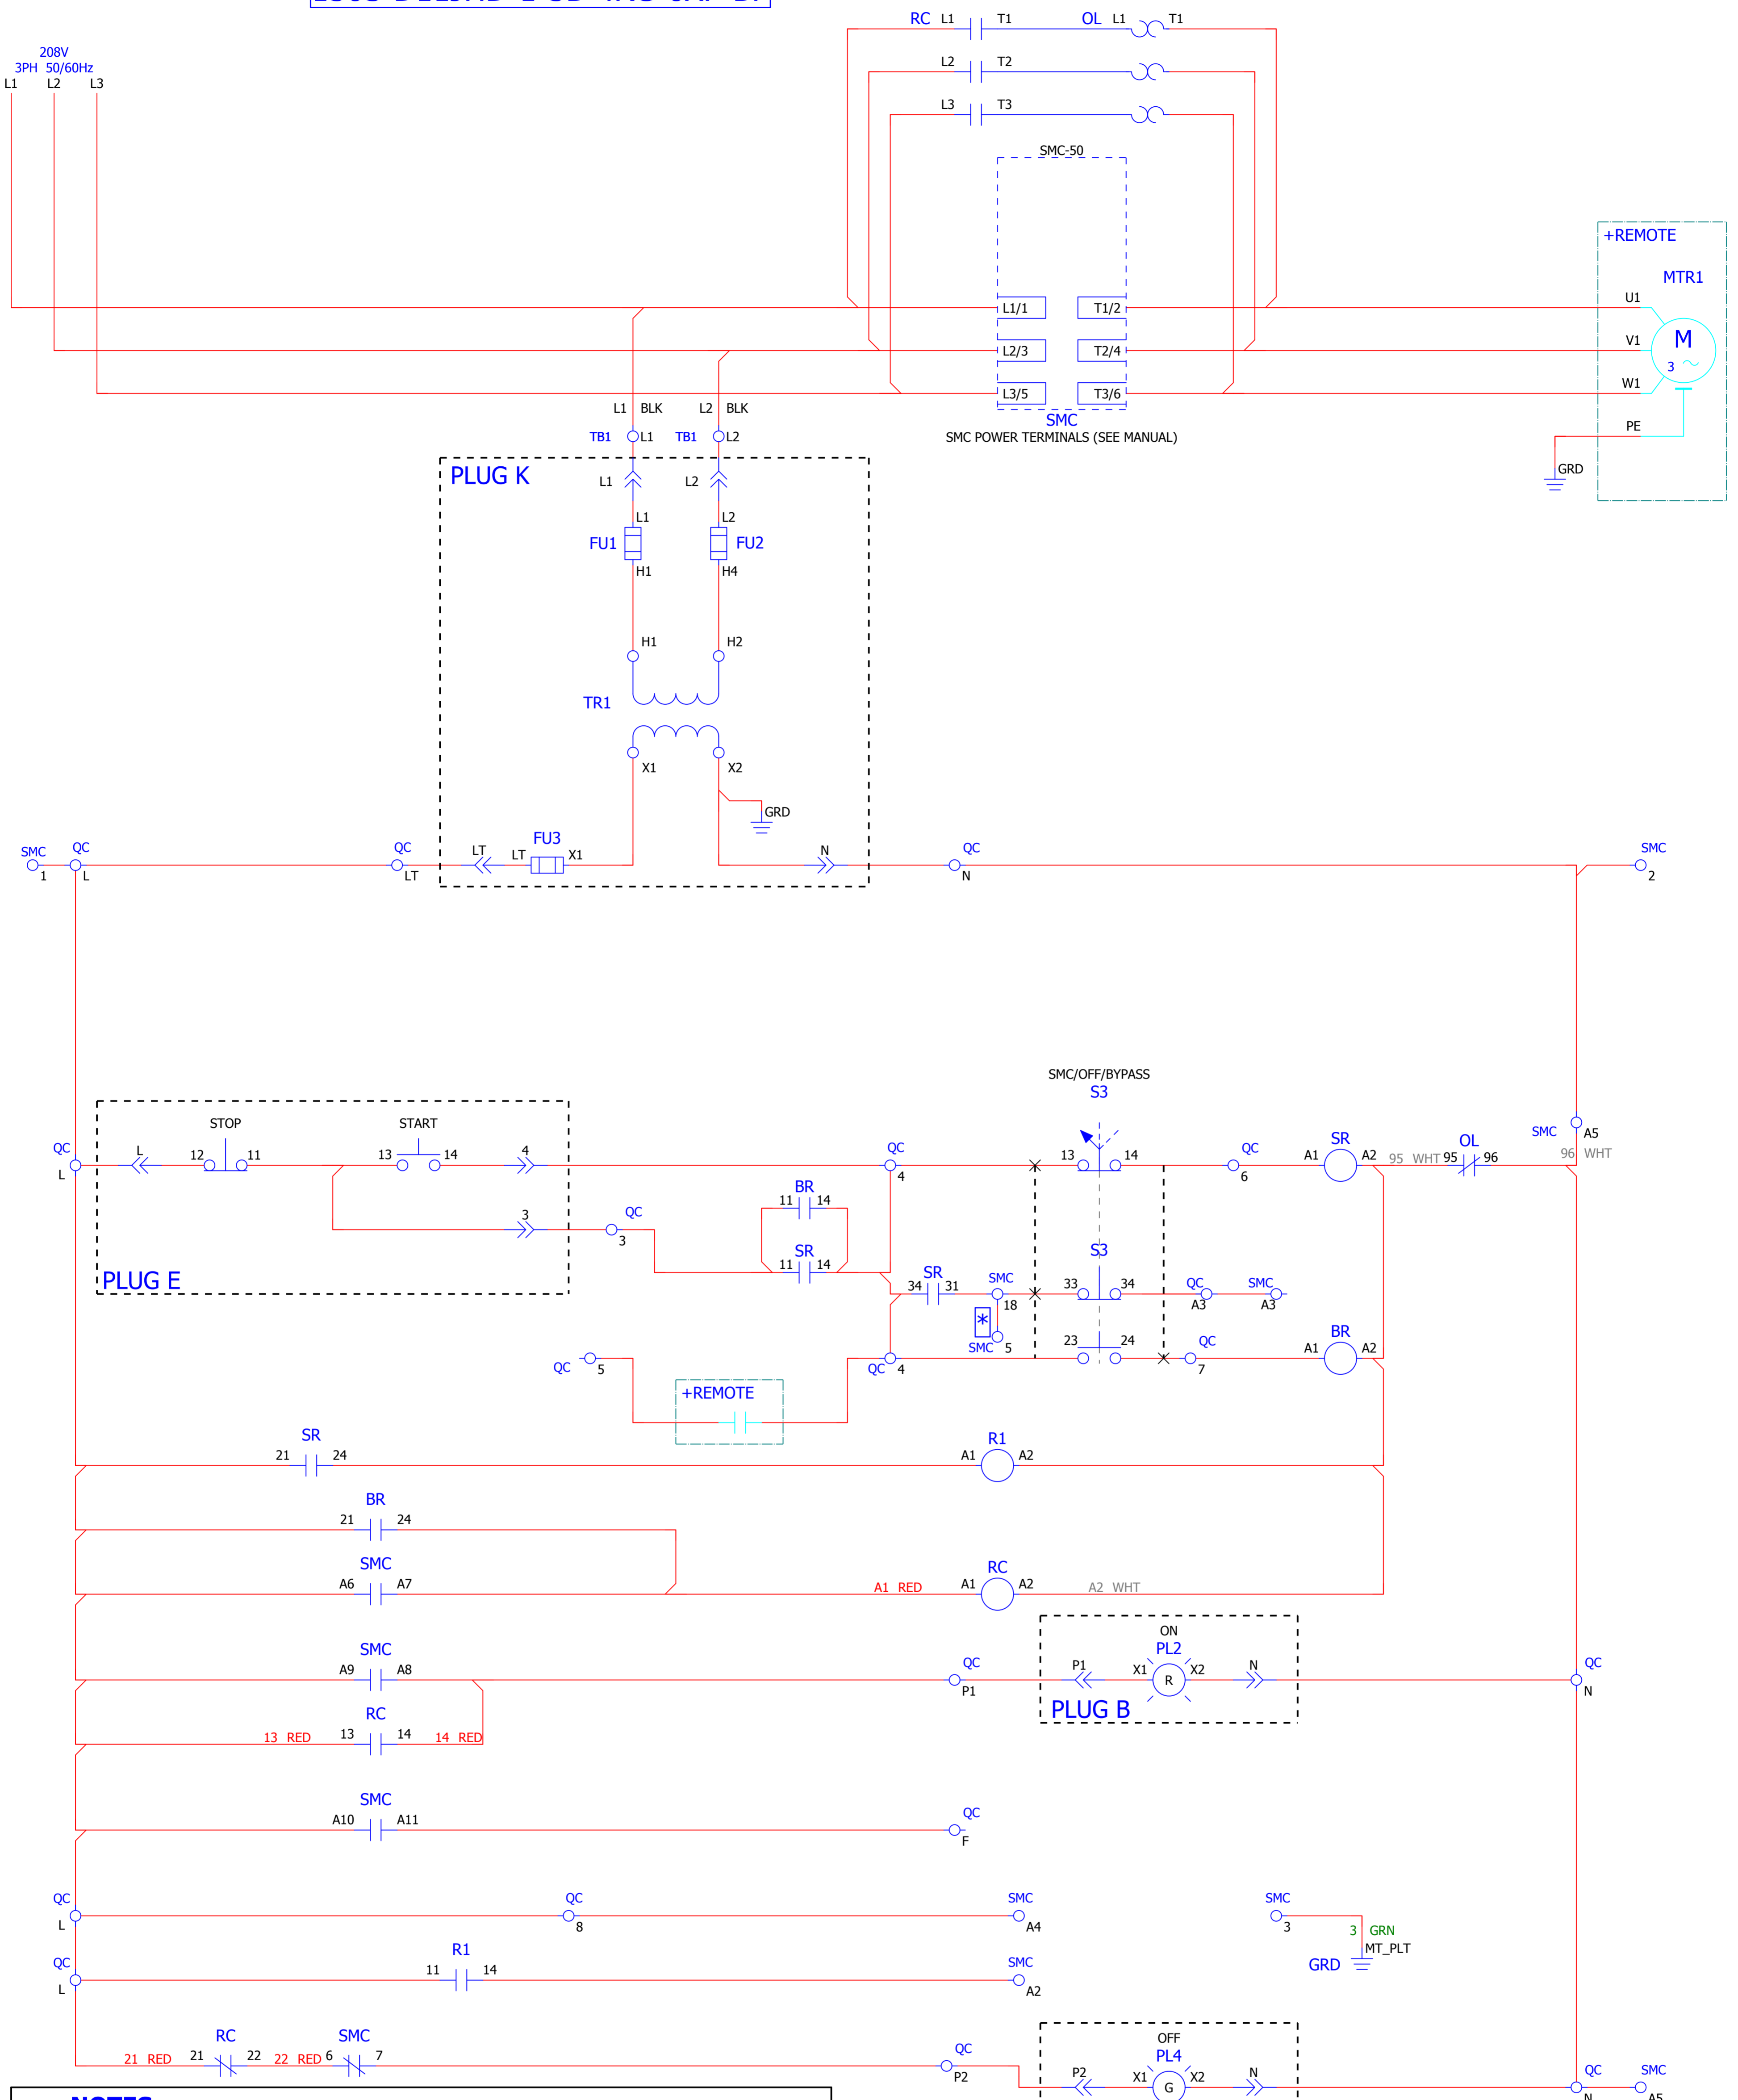 RC L1 T1 OL L1 T1
208V
3PH 50/60Hz
L1 L2 L3
L2 T2
L3 T3
SMC-50
+REMOTE
MTR1
L1/1 T1/2 U1
L2/3 T2/4 V1 M
3
L3/5 T3/6 W1
L1 BLK L2 BLK
SMC
PE
TB1 L1 TB1 L2
SMC POWER TERMINALS (SEE MANUAL)
GRD
PLUG K
L1 L2
L1 L2
FU1 FU2
H1 H4
H1 H2
TR1
X1 X2
GRD
FU3
SMC QC QC LT LT X1 N QC SMC
1 L LT N 2
SMC/OFF/BYPASS
S3
STOP START
SMC A5
QC L 12 11 13 14 4 QC 13 14 QC SR OL
A1 A2 95 WHT 95 96 96 WHT
L 4 6
BR
11 14
3 QC
3
SR
11 14
S3
PLUG E
SR SMC QC SMC
34 31 33 34
18 A3 A3
*
SMC 5 23 24 QC BR
A1 A2
QC 5 QC 4 7
+REMOTE
SR R1
21 24 A1 A2
BR
21 24
SMC RC
A6 A7 A1 RED A1 A2 A2 WHT
ON
SMC QC PL2 QC
A9 A8 P1 X1 R X2 N
P1 N
PLUG B
RC
13 RED 13 14 14 RED
SMC QC
A10 A11
F
QC QC SMC SMC
L 8 A4 3
3 GRN
MT_PLT
GRD
QC R1 SMC
11 14
L A2
OFF
RC SMC QC PL4
21 RED 21 22 22 RED 6 7
P2 P2 X1 G X2 N QC SMC